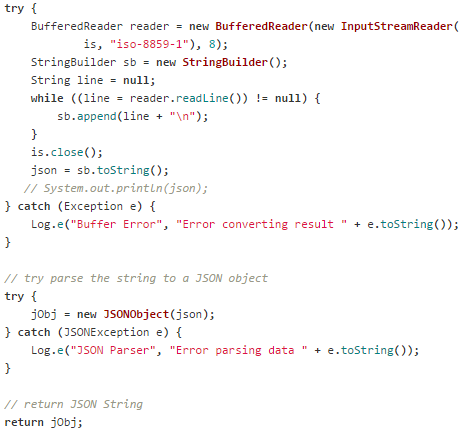 try {
    BufferedReader reader = new BufferedReader(new InputStreamReader(
            is, "iso-8859-1"), 8);
    StringBuilder sb = new StringBuilder();
    String line = null;
    while ((line = reader.readLine()) != null) {
        sb.append(line + "\n");
    }
    is.close();
    json = sb.toString();
   // System.out.println(json);
} catch (Exception e) {
    Log.e("Buffer Error", "Error converting result " + e.toString());
}

// try parse the string to a JSON object
try {
    jObj = new JSONObject(json);
} catch (JSONException e) {
    Log.e("JSON Parser", "Error parsing data " + e.toString());
}

// return JSON String
return jObj;